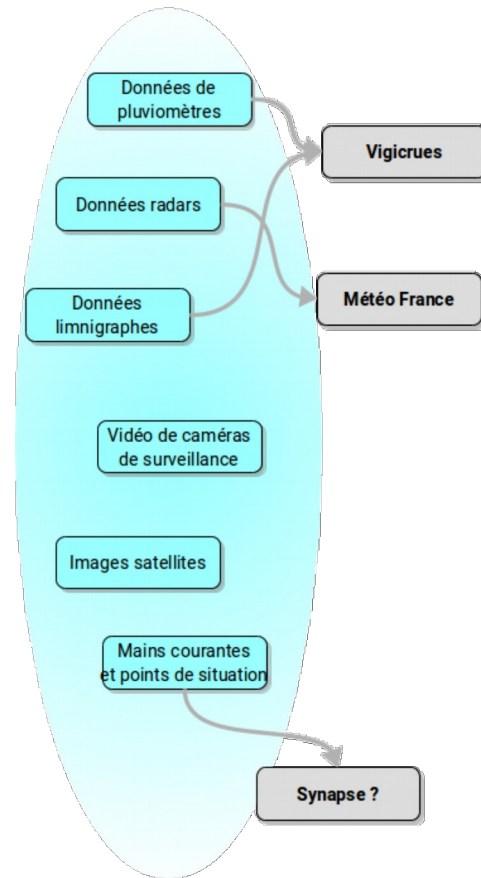 Données de
pluviomètres
Vigicrues
Données radars
Météo France
Données
limnigraphes
Vidéo de caméras
de surveillance
Images satellites
Mains courantes
et points de situation
Synapse ?